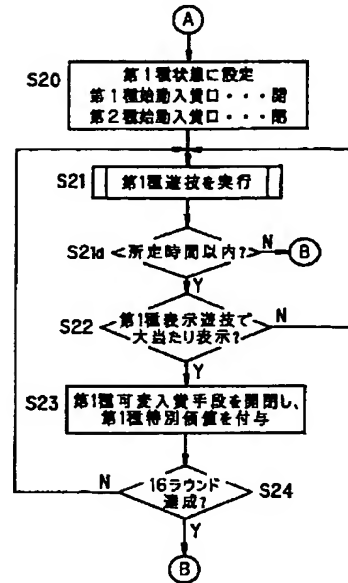 A
S20
第1種状態に設定
第1種始動入賞口・・・開
第2種始動入賞口・・・閉
S21
第1種遊技を実行
S21d
所定時間以内?
N
B
Y
S22
第1種表示遊技で
大当たり表示?
N
Y
S23
第1種可変入賞手段を開閉し、
第1種特別価値を付与
N
16ラウンド
達成?
S24
Y
B